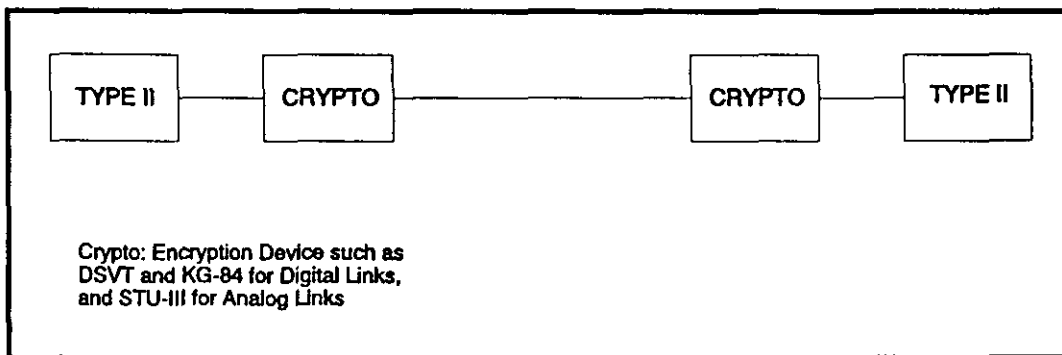 TYPE II CRYPTO CRYPTO TYPE II
Crypto: Encryption Device such as
DSVT and KG-84 for Digital Links,
and STU-III for Analog Links